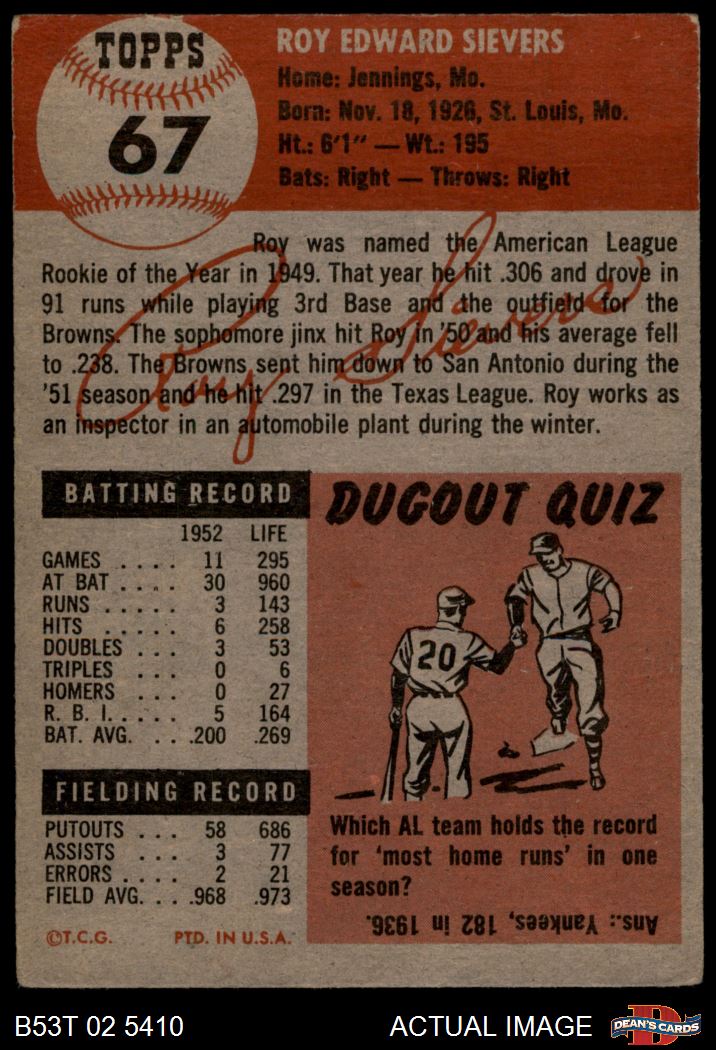 TOPPS
67
ROY EDWARD SIEVERS
Home: Jennings, Mo.
Born: Nov. 18, 1926, St. Louis, Mo.
Ht.: 6'1" — Wt.: 195
Bats: Right — Throws: Right
Roy was named the American League
Rookie of the Year in 1949. That year he hit .306 and drove in
91 runs while playing 3rd Base and the outfield for the
Browns. The sophomore jinx hit Roy in '50 and his average fell
to .238. The Browns sent him down to San Antonio during the
'51 season and he hit .297 in the Texas League. Roy works as
an inspector in an automobile plant during the winter.
Roy Sievers
BATTING RECORD
1952 LIFE
GAMES . . . . 11 295
AT BAT . . . . 30 960
RUNS . . . . . 3 143
HITS . . . . . 6 258
DOUBLES . . . 3 53
TRIPLES . . . 0 6
HOMERS . . . 0 27
R. B. I. . . . . 5 164
BAT. AVG. . . . .200 .269
FIELDING RECORD
PUTOUTS . . . 58 686
ASSISTS . . . 3 77
ERRORS . . . . 2 21
FIELD AVG. . . . .968 .973
©T.C.G. PTD. IN U.S.A.
DUGOUT QUIZ
20
Which AL team holds the record
for 'most home runs' in one
season?
Ans.: Yankees, 182 in 1936.
B53T 02 5410
ACTUAL IMAGE
DEAN'S CARDS